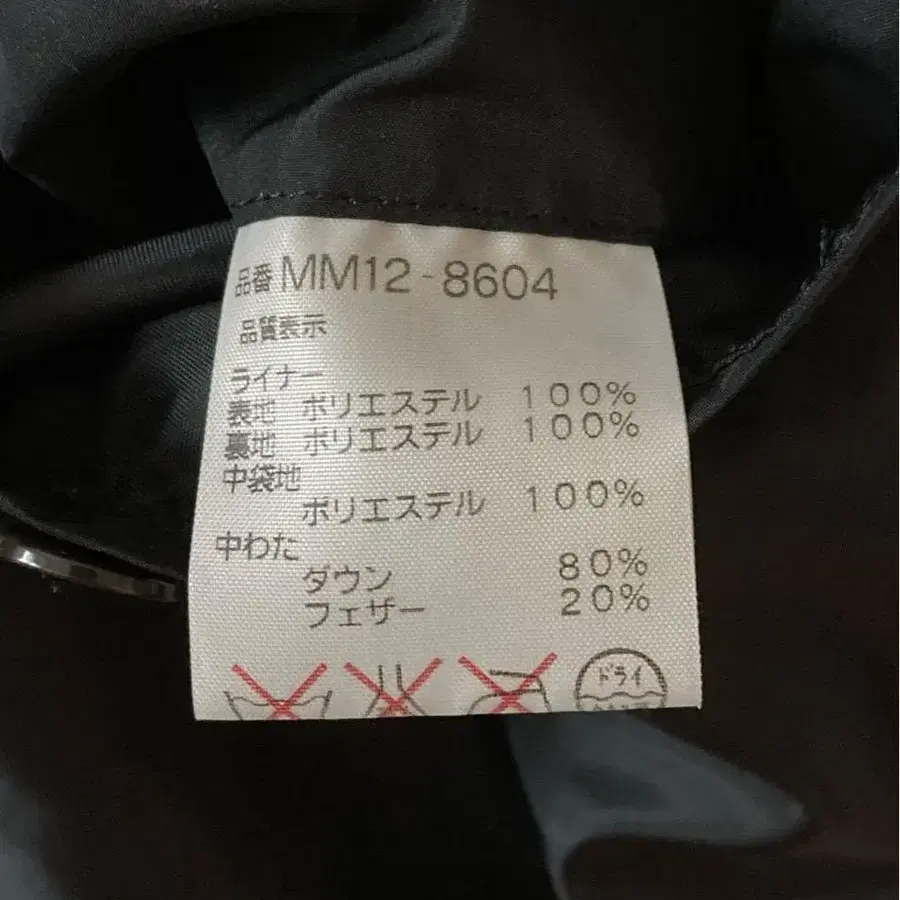 品番 MM12-8604
品質表示
ライナー
表地 ポリエステル 100%
裏地 ポリエステル 100%
中袋地
ポリエステル 100%
中わた
ダウン 80%
フェザー 20%
ドライ